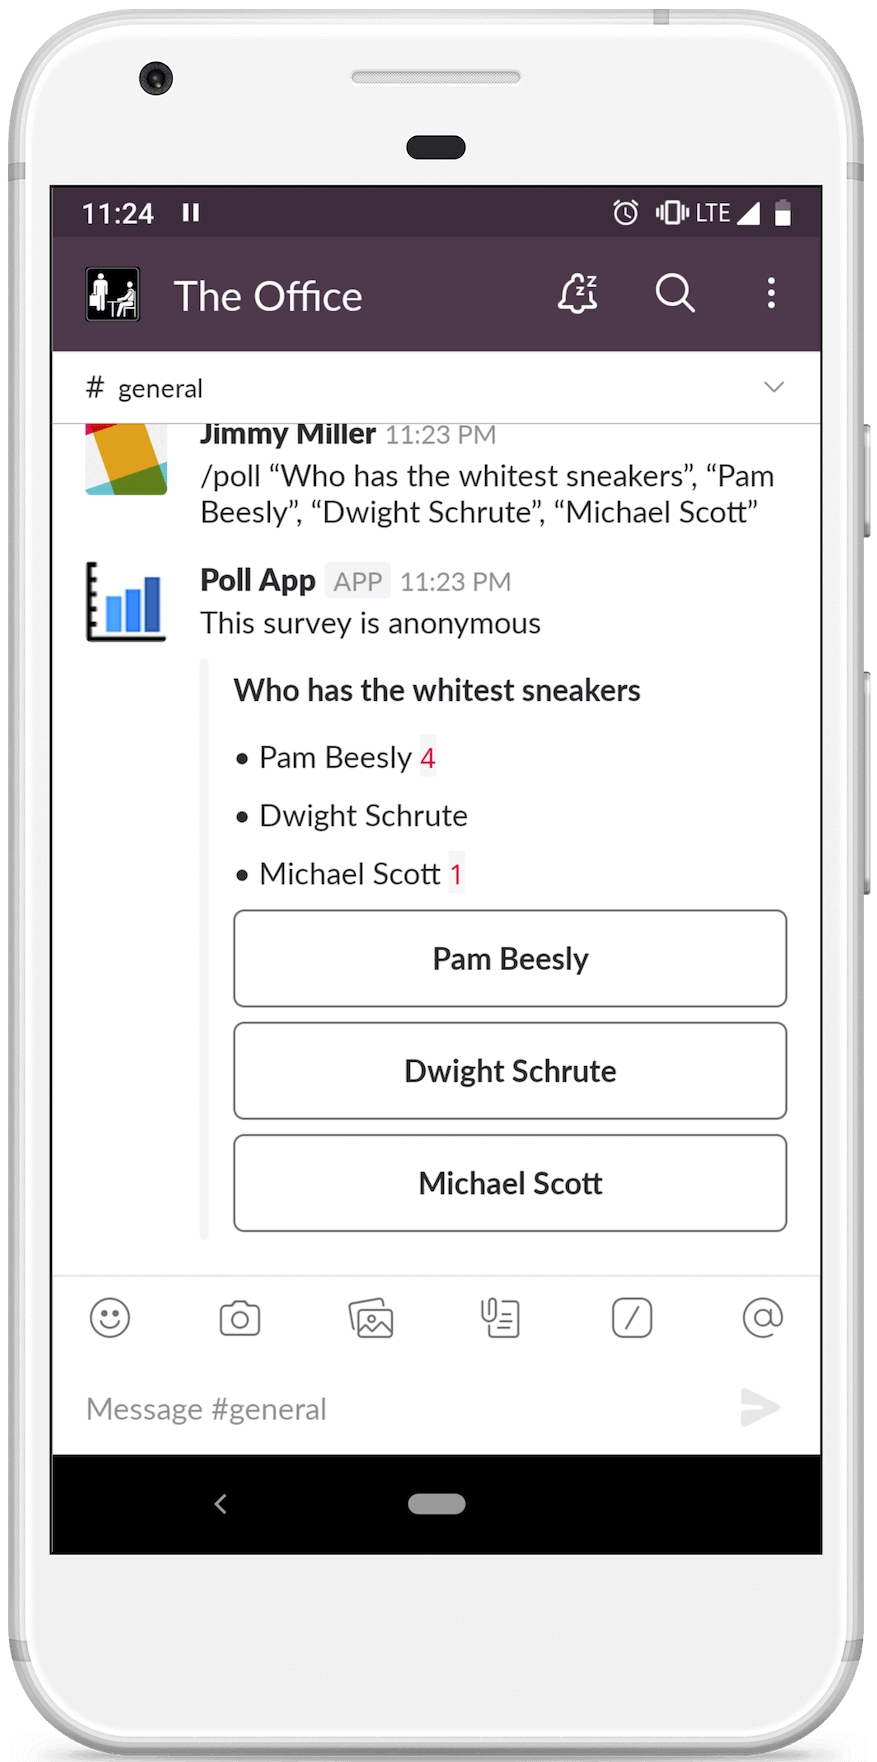 11:24
LTE
The Office
# general
Jimmy Miller 11:23 PM
/poll “Who has the whitest sneakers”, “Pam
Beesly”, “Dwight Schrute”, “Michael Scott”
Poll App APP 11:23 PM
This survey is anonymous
Who has the whitest sneakers
• Pam Beesly 4
• Dwight Schrute
• Michael Scott 1
Pam Beesly
Dwight Schrute
Michael Scott
Message #general